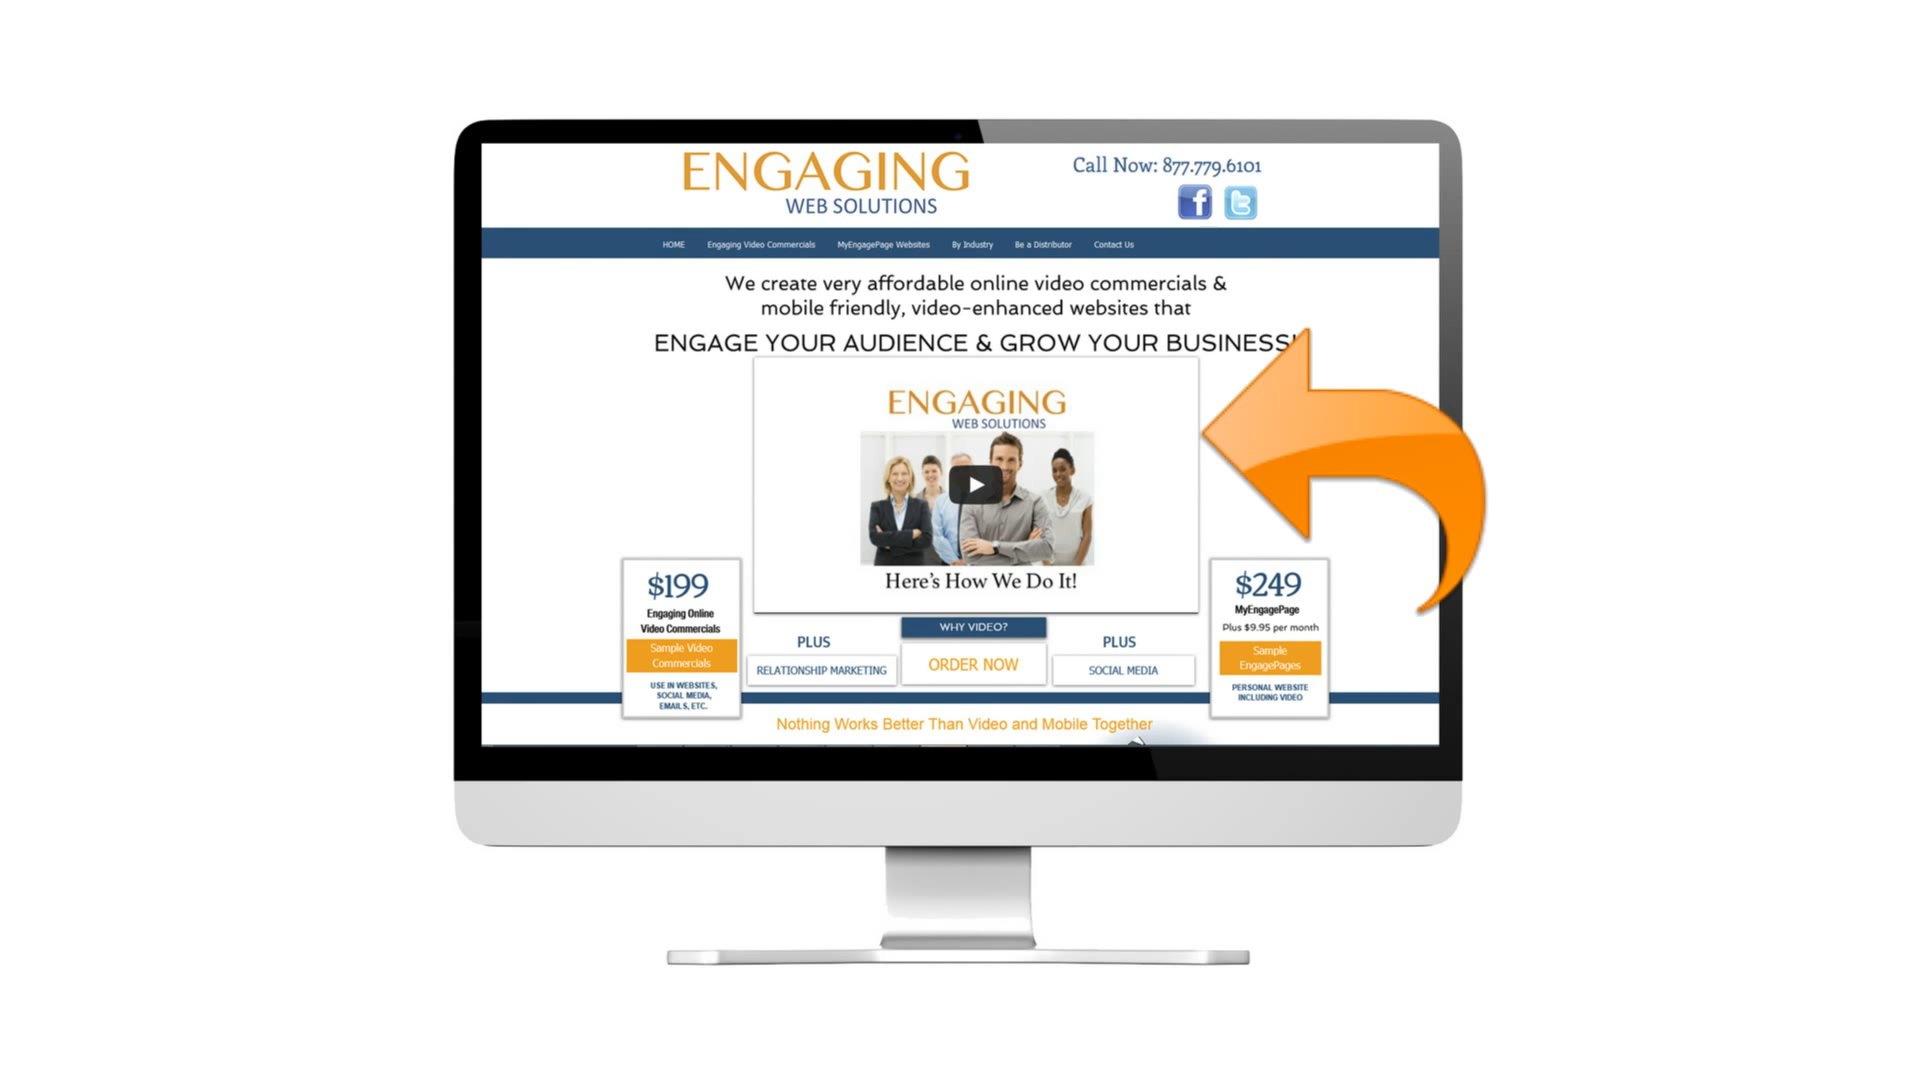 ENGAGING
WEB SOLUTIONS
Call Now: 877.779.6101
HOME Engaging Video Commercials MyEngagePage Websites By Industry Be a Distributor Contact Us
We create very affordable online video commercials &
mobile friendly, video-enhanced websites that
ENGAGE YOUR AUDIENCE & GROW YOUR BUSINESS!
ENGAGING
WEB SOLUTIONS
Here's How We Do It!
$199
Engaging Online
Video Commercials
Sample Video
Commercials
USE IN WEBSITES,
SOCIAL MEDIA,
EMAILS, ETC.
PLUS
RELATIONSHIP MARKETING
WHY VIDEO?
ORDER NOW
PLUS
SOCIAL MEDIA
$249
MyEngagePage
Plus $9.95 per month
Sample
EngagePages
PERSONAL WEBSITE
INCLUDING VIDEO
Nothing Works Better Than Video and Mobile Together